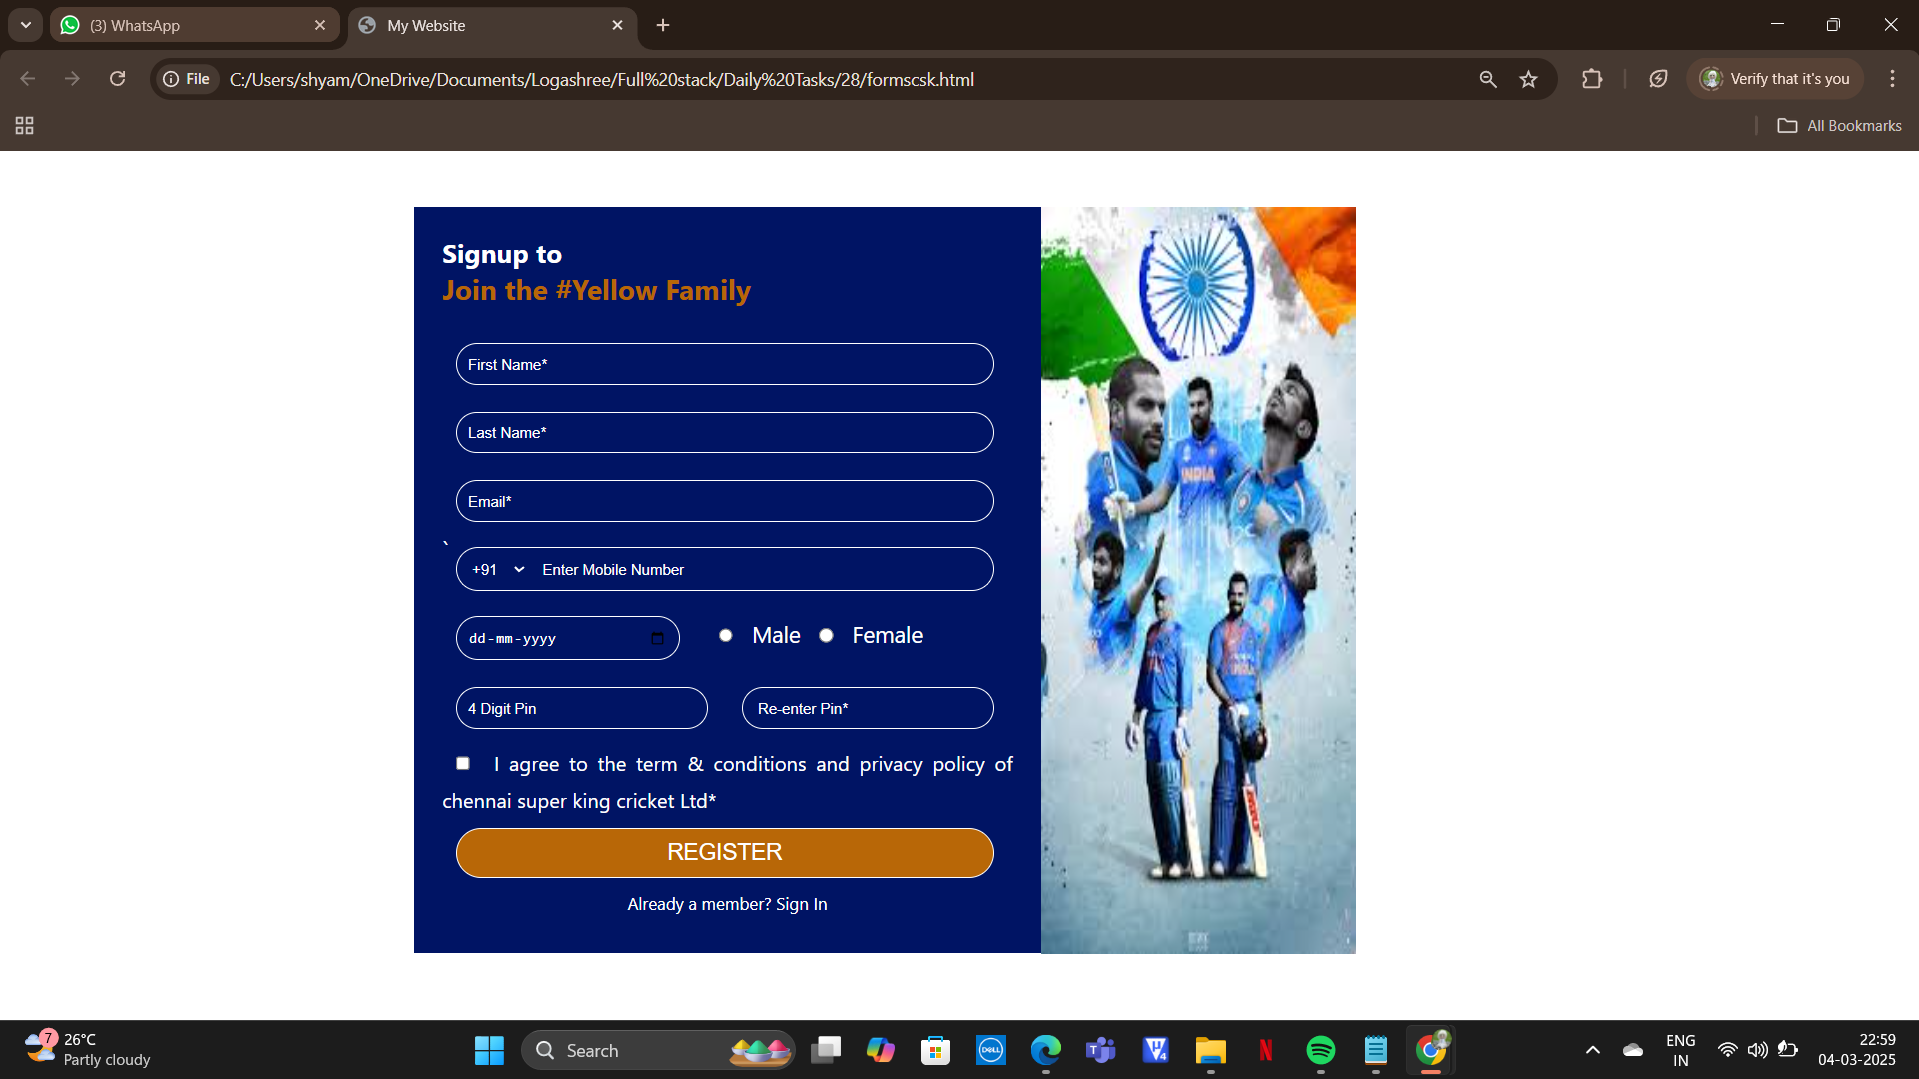 (3) WhatsApp
My Website
File
C:/Users/shyam/OneDrive/Documents/Logashree/Full%20stack/Daily%20Tasks/28/formscsk.html
Verify that it's you
All Bookmarks
Signup to
Join the #Yellow Family
First Name*
Last Name*
Email*
`
+91 Enter Mobile Number
dd-mm-yyyy Male Female
4 Digit Pin Re-enter Pin*
I agree to the term & conditions and privacy policy of
chennai super king cricket Ltd*
REGISTER
Already a member? Sign In
INDIA
7
26°C
Partly cloudy
Search
DELL
ENG
IN
22:59
04-03-2025